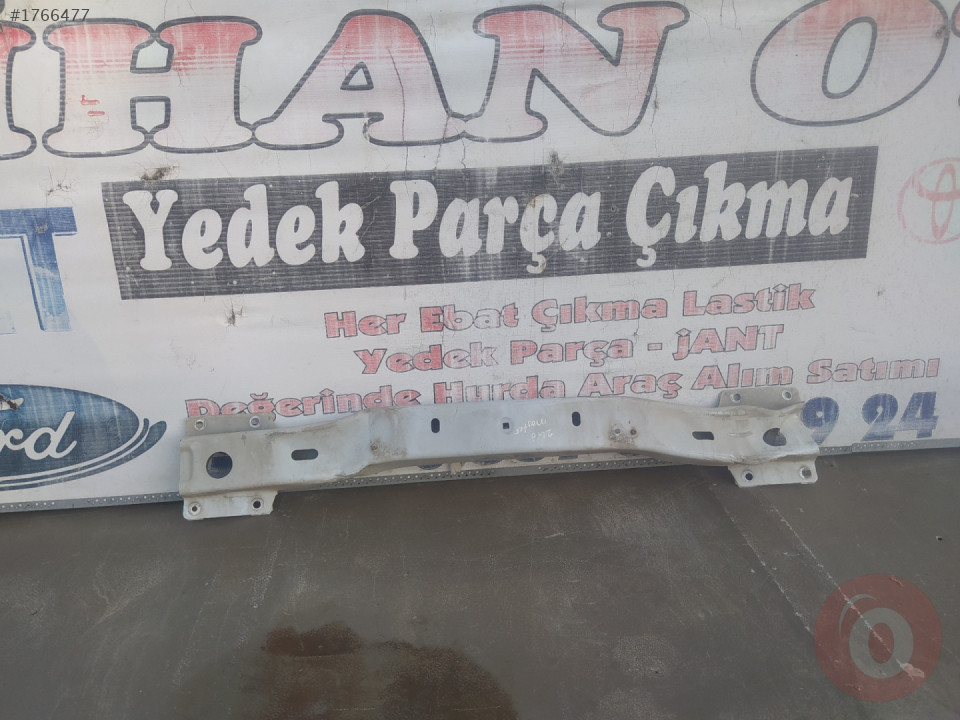 #1766477
HAN
Yedek Parça Çıkma
Her Ebat Çıkma Lastik
Yedek Parça - jANT
Değerinde Hurda Araç Alım Satımı
9 24